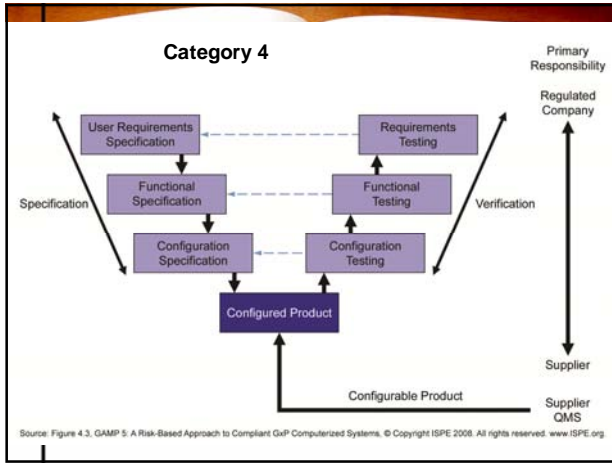 Category 4
Primary
Responsibility
Regulated
Company
User Requirements
Specification
Requirements
Testing
Functional
Specification
Functional
Testing
Specification
Verification
Configuration
Specification
Configuration
Testing
Configured Product
Supplier
Configurable Product
Supplier
QMS
Source: Figure 4.3, GAMP 5: A Risk-Based Approach to Compliant GxP Computerized Systems, © Copyright ISPE 2008. All rights reserved. www.ISPE.org.